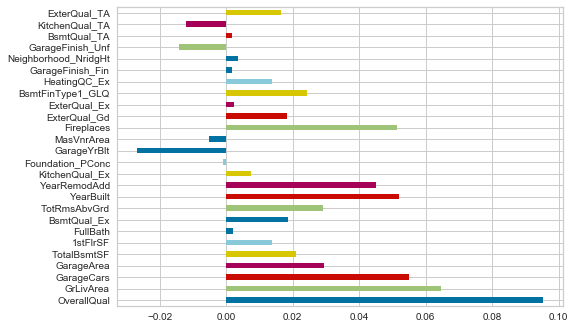 ExterQual_TA
KitchenQual_TA
BsmtQual_TA
GarageFinish_Unf
Neighborhood_NridgHt
GarageFinish_Fin
HeatingQC_Ex
BsmtFinType1_GLQ
ExterQual_Ex
ExterQual_Gd
Fireplaces
MasVnrArea
GarageYrBlt
Foundation_PConc
KitchenQual_Ex
YearRemodAdd
YearBuilt
TotRmsAbvGrd
BsmtQual_Ex
FullBath
1stFlrSF
TotalBsmtSF
GarageArea
GarageCars
GrLivArea
OverallQual
−0.02 0.00 0.02 0.04 0.06 0.08 0.10